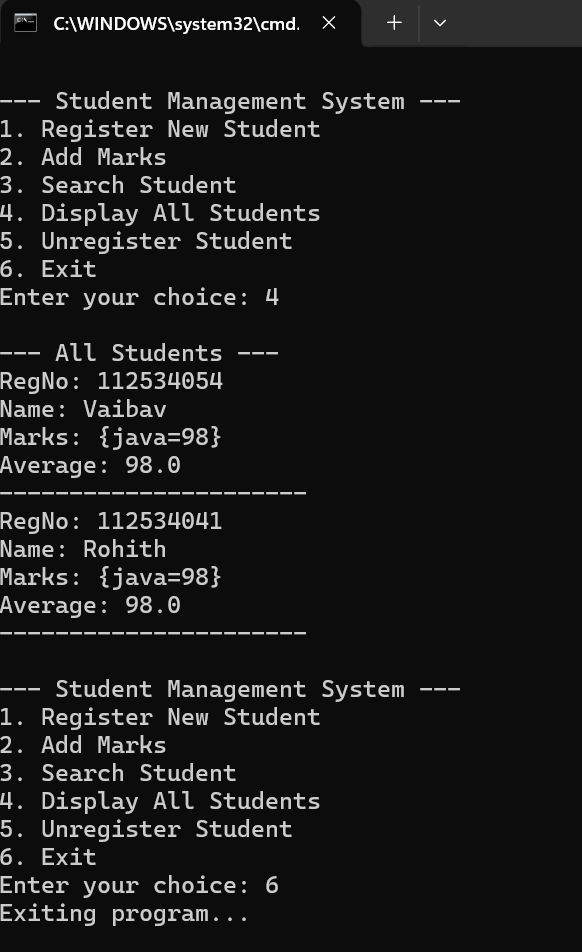 C:\WINDOWS\system32\cmd.
--- Student Management System ---
1. Register New Student
2. Add Marks
3. Search Student
4. Display All Students
5. Unregister Student
6. Exit
Enter your choice: 4
--- All Students ---
RegNo: 112534054
Name: Vaibav
Marks: {java=98}
Average: 98.0
----------------------
RegNo: 112534041
Name: Rohith
Marks: {java=98}
Average: 98.0
----------------------
--- Student Management System ---
1. Register New Student
2. Add Marks
3. Search Student
4. Display All Students
5. Unregister Student
6. Exit
Enter your choice: 6
Exiting program...